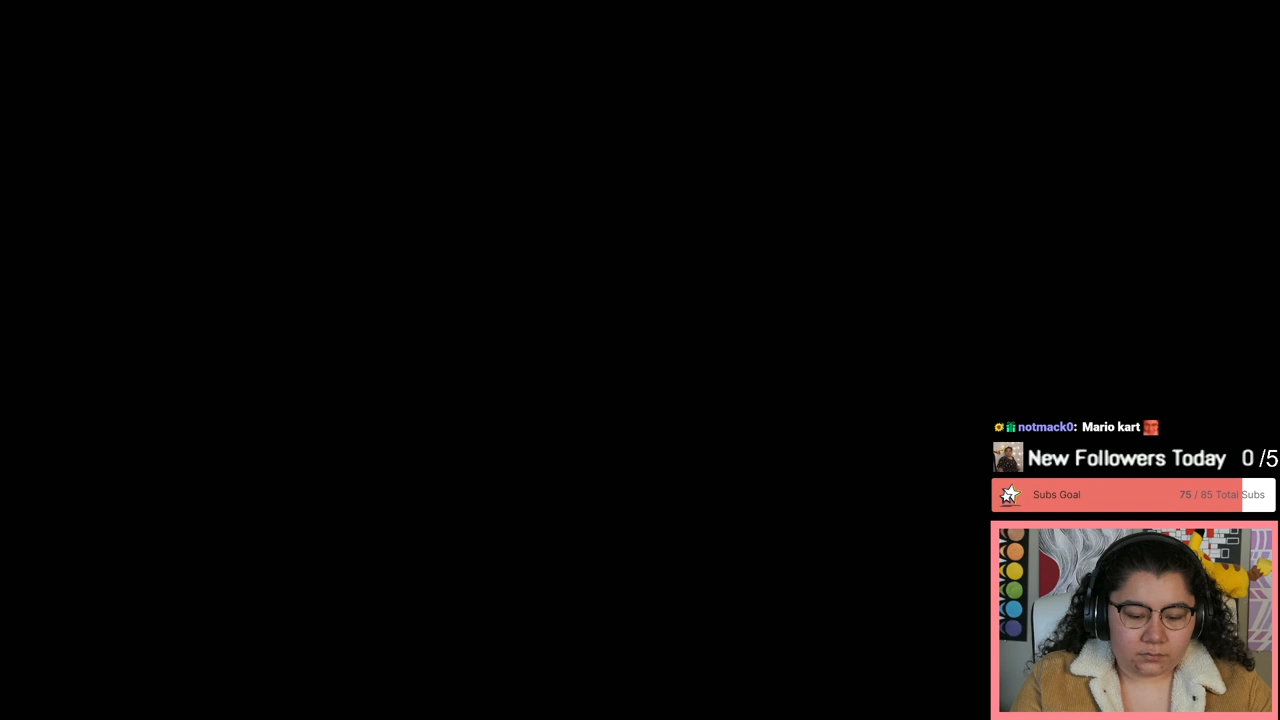 notmack0: Mario kart
New Followers Today 0 /5
Subs Goal 75 / 85 Total Subs